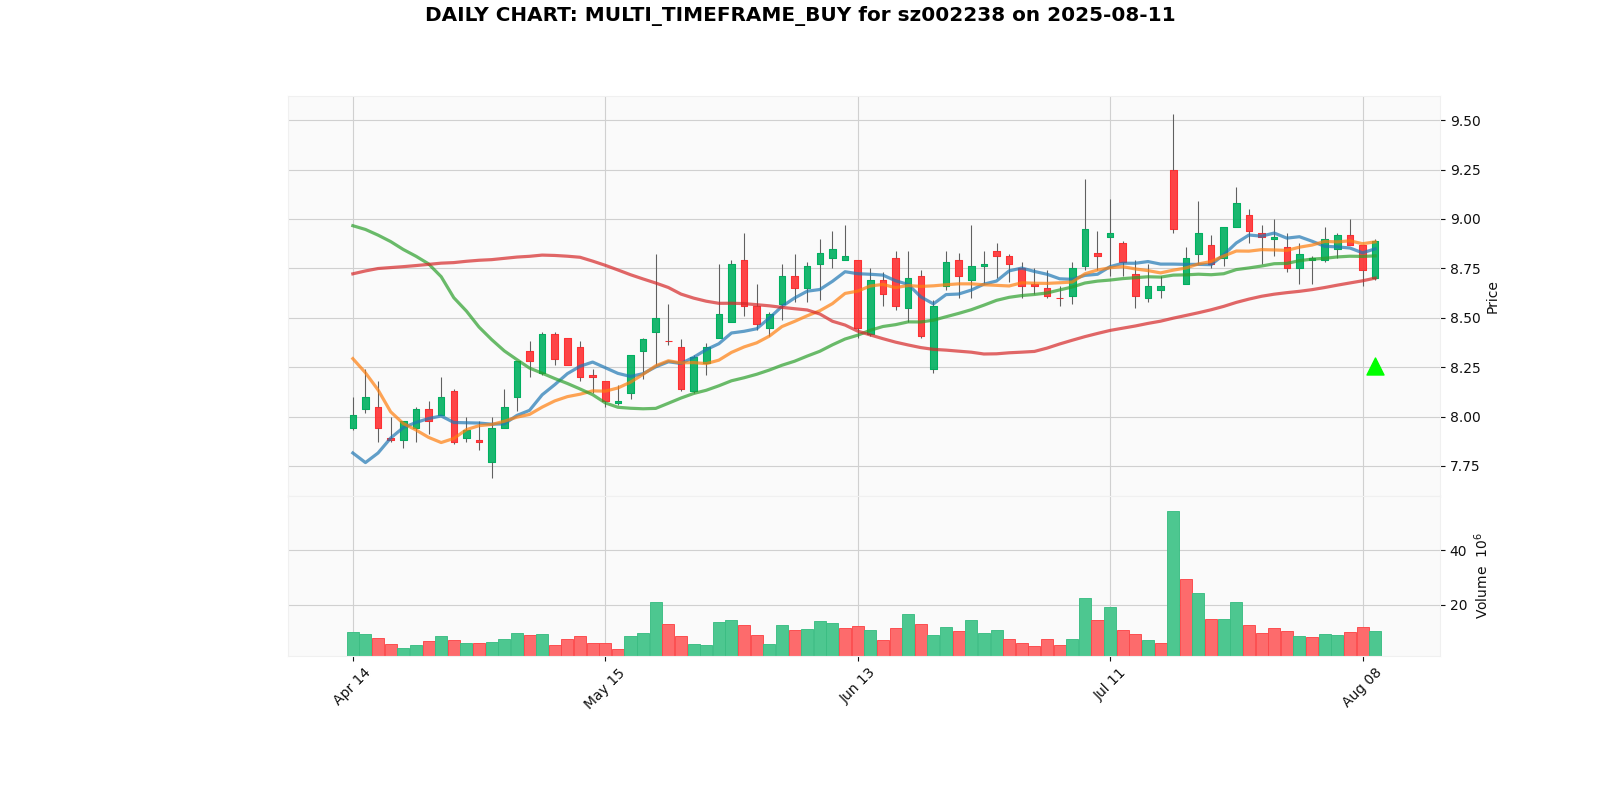 DAILY CHART: MULTI_TIMEFRAME_BUY for sz002238 on 2025-08-11
9.50
9.25
9.00
8.75
8.50
8.25
8.00
7.75
Price
40
20
Volume 10^6
Apr 14
May 15
Jun 13
Jul 11
Aug 08